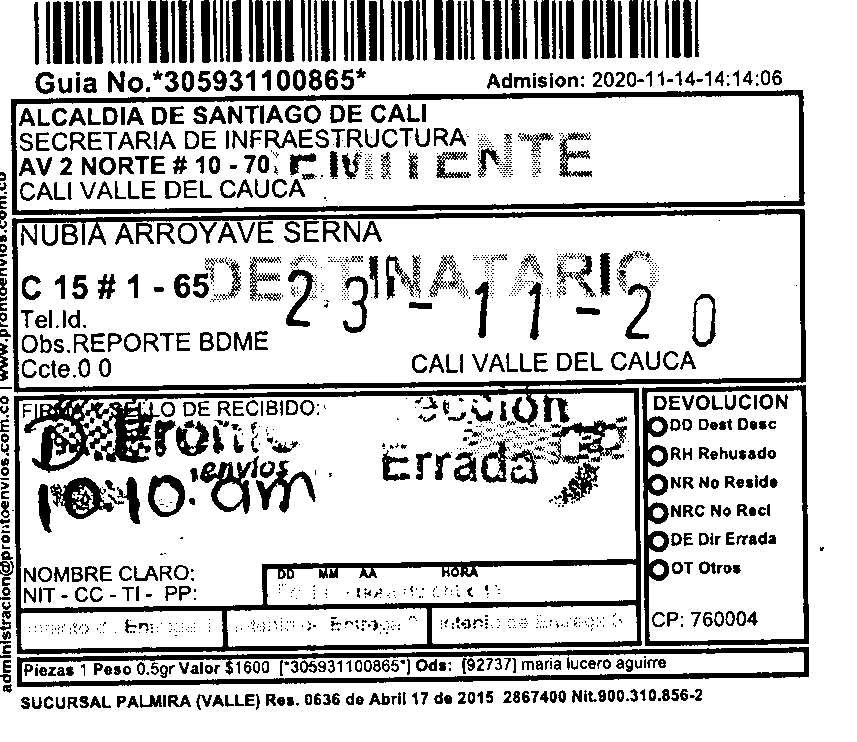 Guia No.*305931100865*
Admision: 2020-11-14-14:14:06
ALCALDIA DE SANTIAGO DE CALI
SECRETARIA DE INFRAESTRUCTURA
AV 2 NORTE # 10 - 70
CALI VALLE DEL CAUCA
NUBIA ARROYAVE SERNA
DESTINATARIO
C 15 # 1 - 65
23-11-20
Tel.Id.
Obs.REPORTE BDME
Ccte.0 0
CALI VALLE DEL CAUCA
www.prontoenvios.com.co
administracion@prontoenvios.com.co
FIRMA Y SELLO DE RECIBIDO:
envios
Errada
10:10. am
NOMBRE CLARO:
NIT - CC - TI - PP:
DD MM AA HORA
DEVOLUCION
DD Dest Desc
RH Rehusado
NR No Reside
NRC No Recl
DE Dir Errada
OT Otros
CP: 760004
Piezas 1 Peso 0.5gr Valor $1600 [*305931100865*] Ods: (92737) maria lucero aguirre
SUCURSAL PALMIRA (VALLE) Res. 0636 de Abril 17 de 2015 2867400 Nit.900.310.856-2